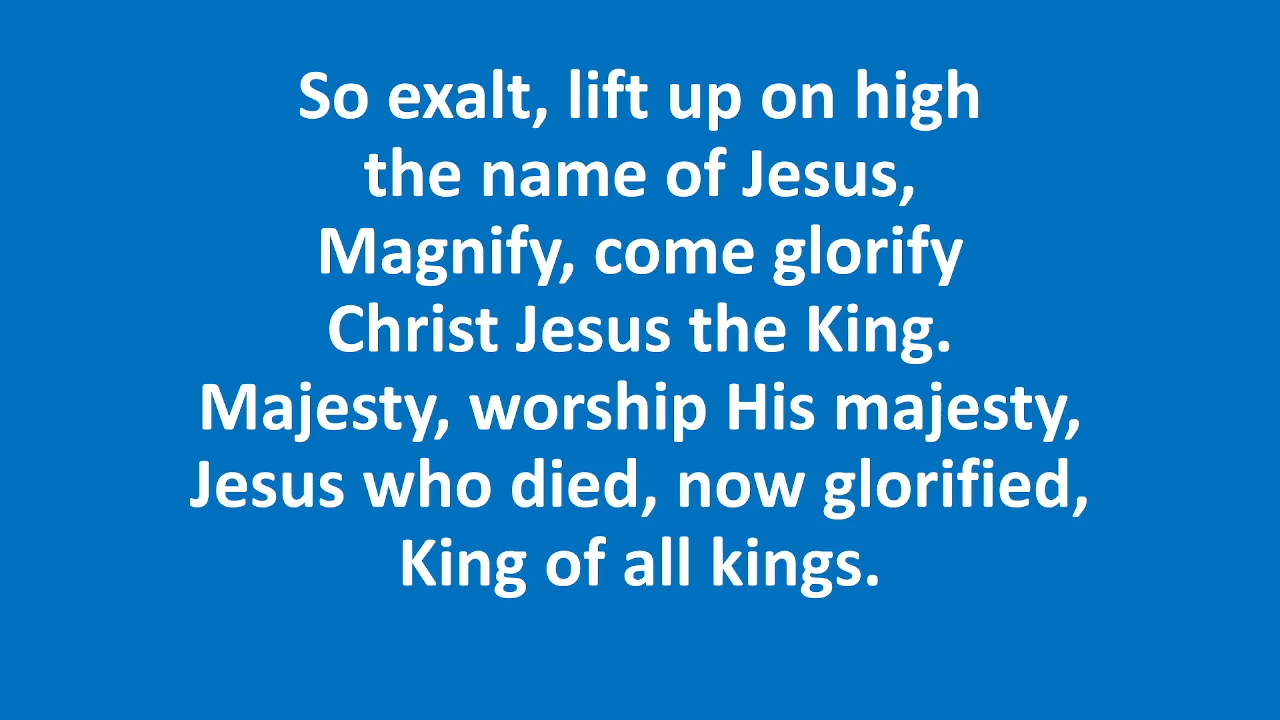 So exalt, lift up on high
the name of Jesus,
Magnify, come glorify
Christ Jesus the King.
Majesty, worship His majesty,
Jesus who died, now glorified,
King of all kings.